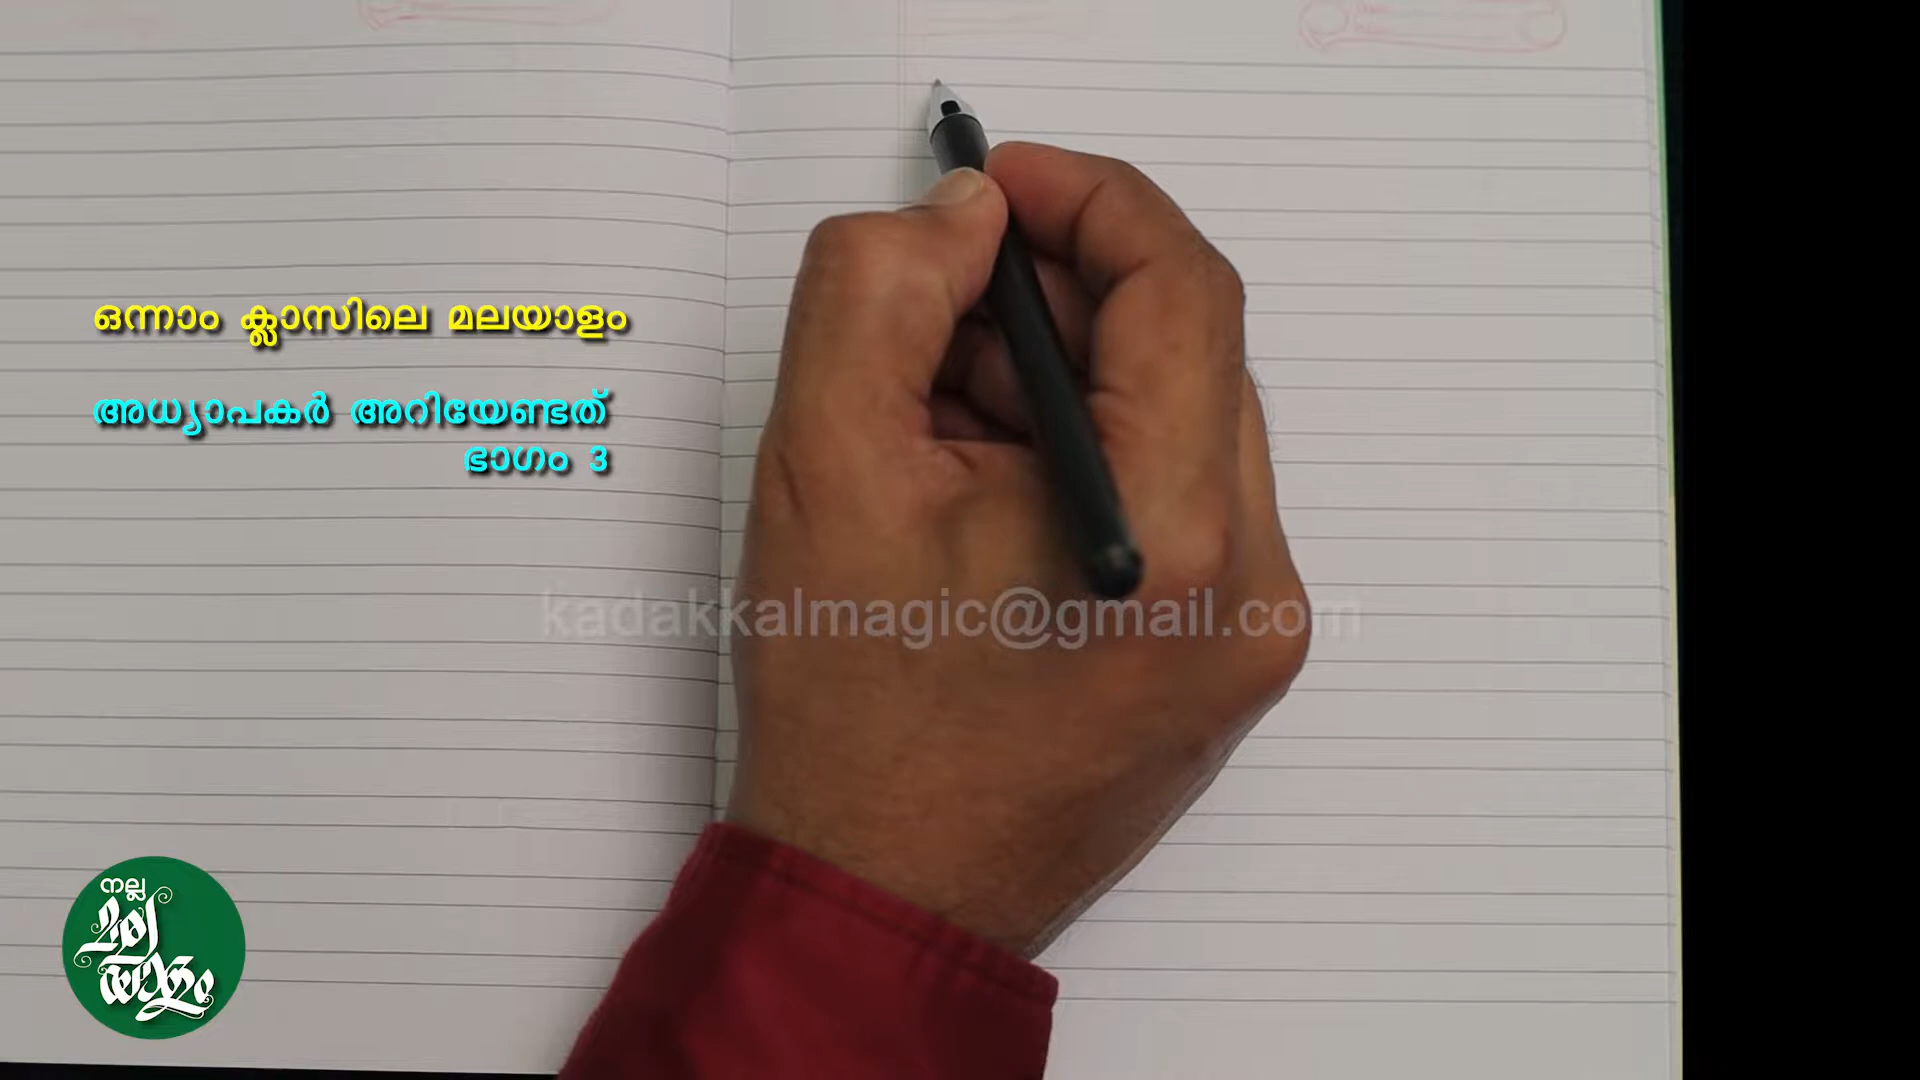 ഒന്നാം ക്ലാസിലെ മലയാളം
അധ്യാപകർ അറിയേണ്ടത്
ഭാഗം 3
kadakkalmagic@gmail.com
നല്ല
മലയാളം